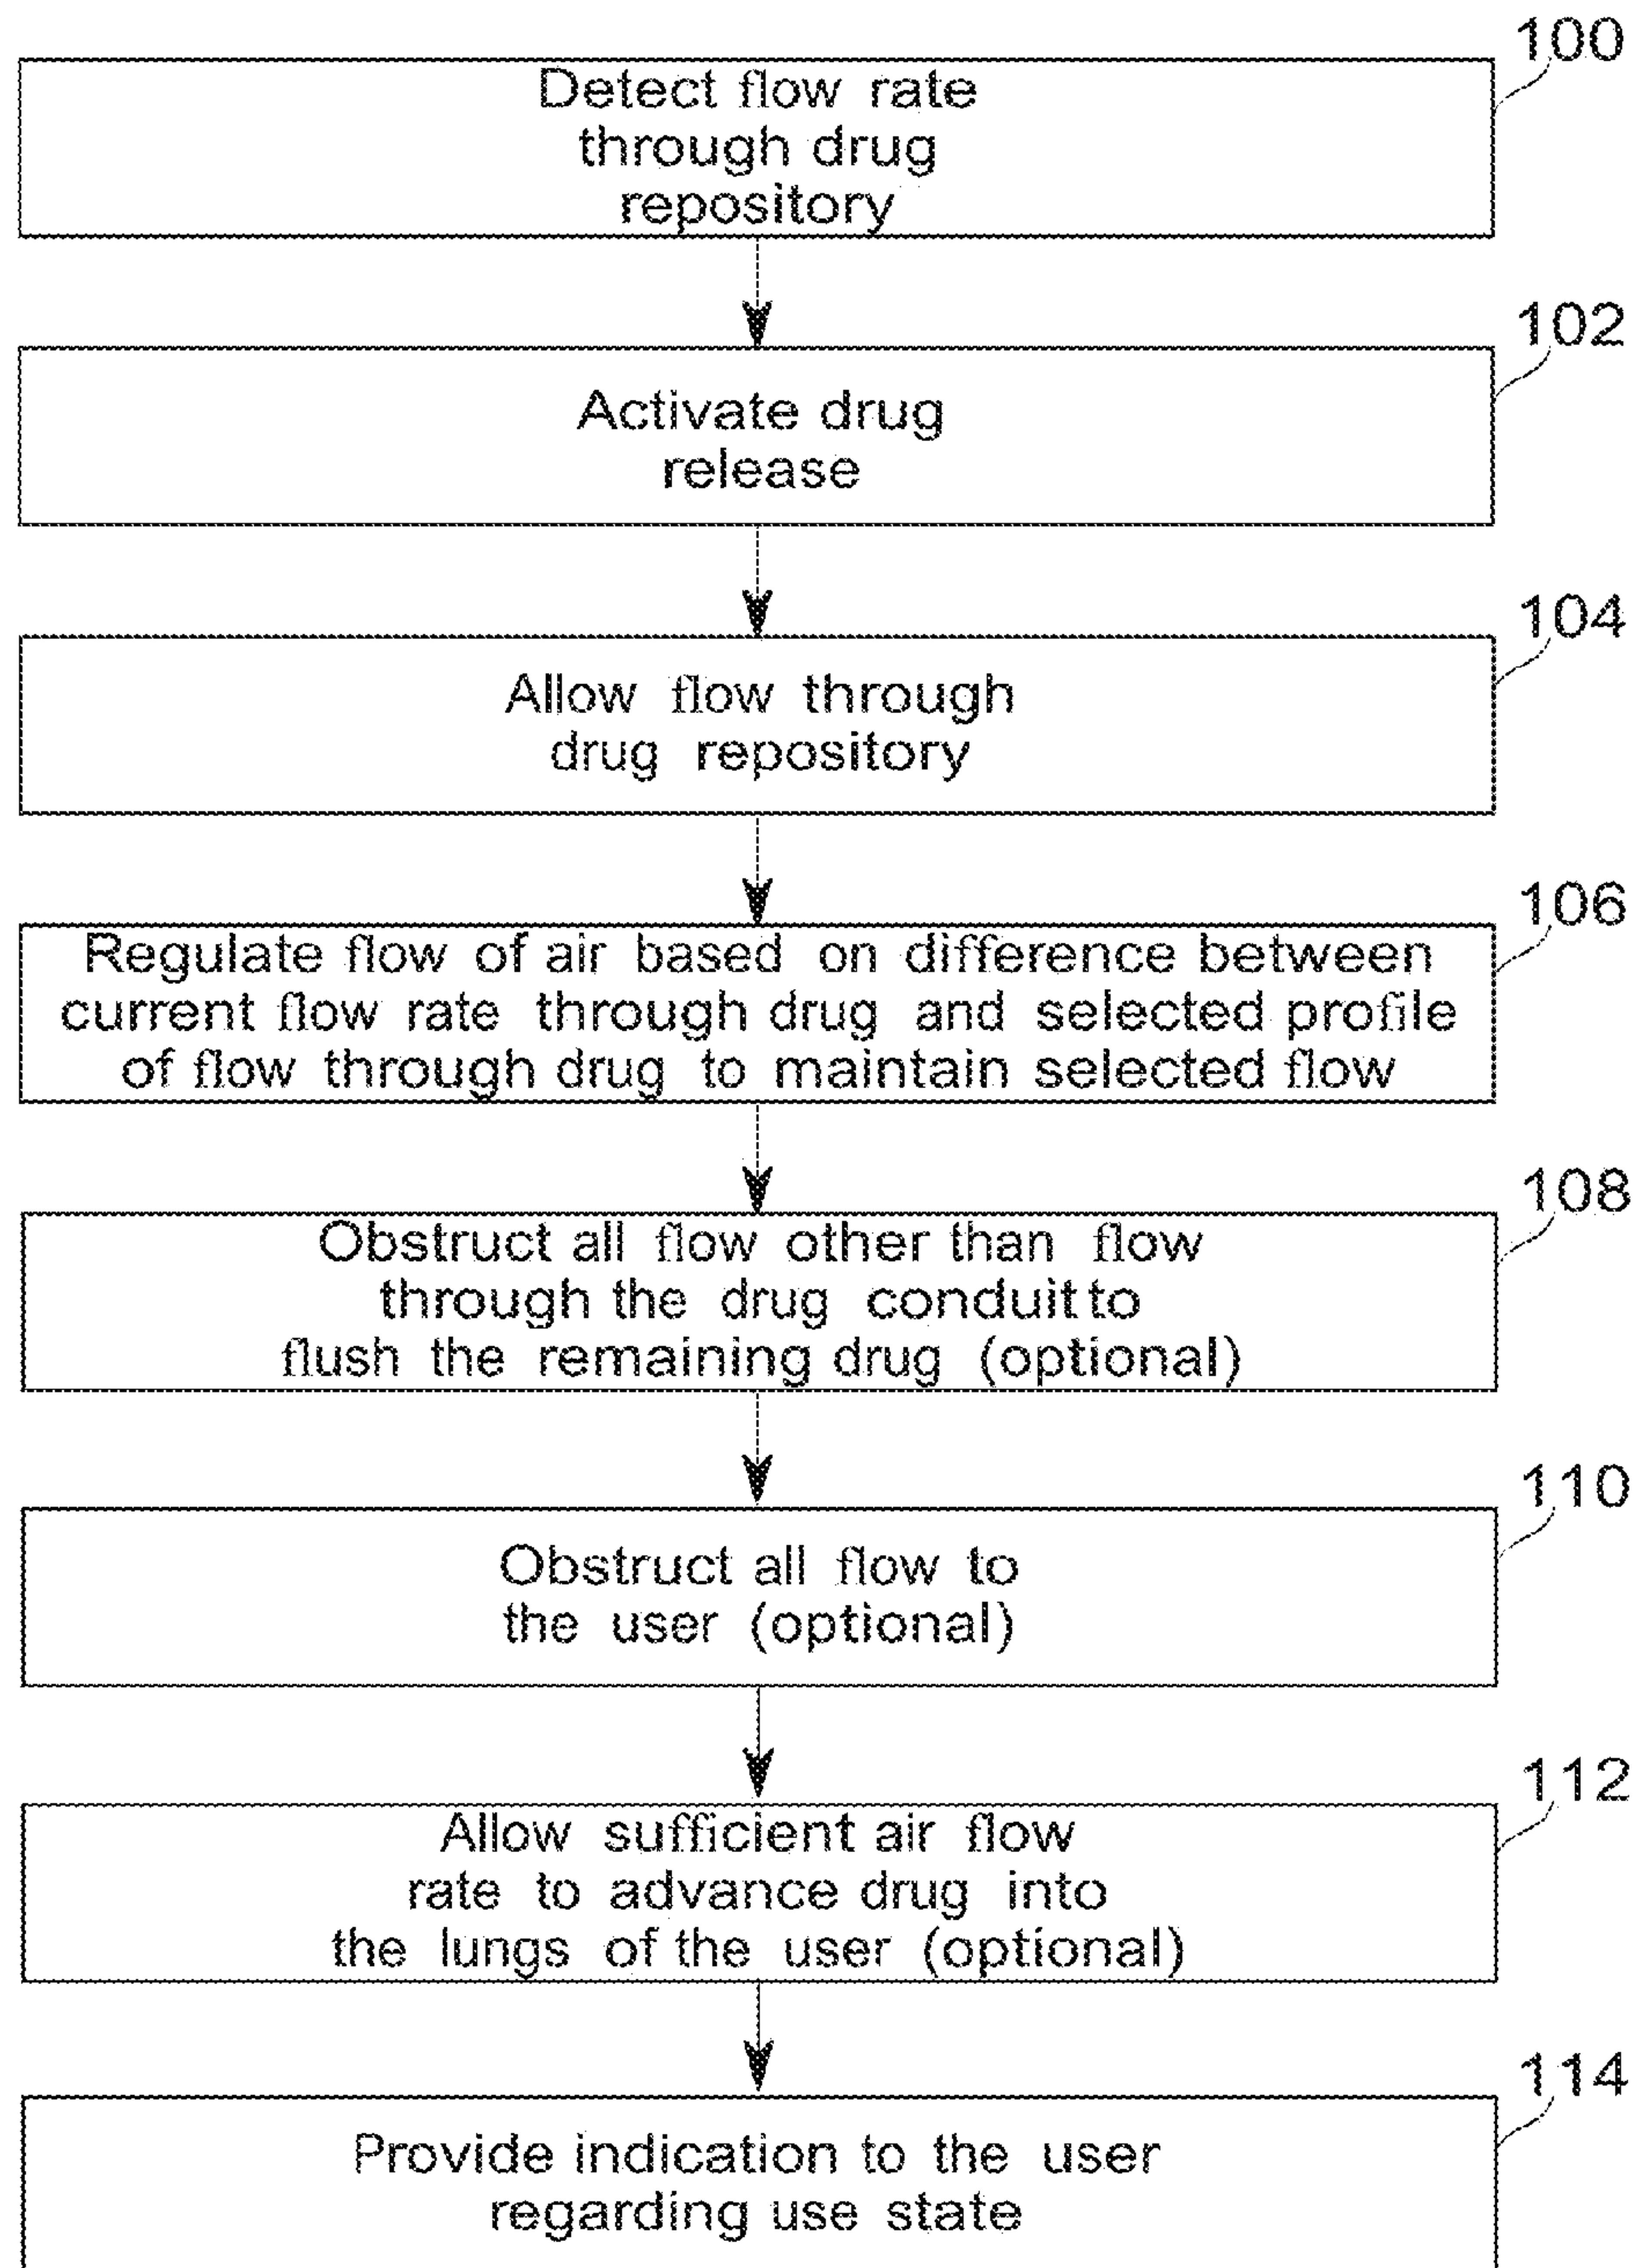 100
Detect flow rate
through drug
repository
102
Activate drug
release
104
Allow flow through
drug repository
106
Regulate flow of air based on difference between
current flow rate through drug and selected profile
of flow through drug to maintain selected flow
108
Obstruct all flow other than flow
through the drug conduit to
flush the remaining drug (optional)
110
Obstruct all flow to
the user (optional)
112
Allow sufficient air flow
rate to advance drug into
the lungs of the user (optional)
114
Provide indication to the user
regarding use state